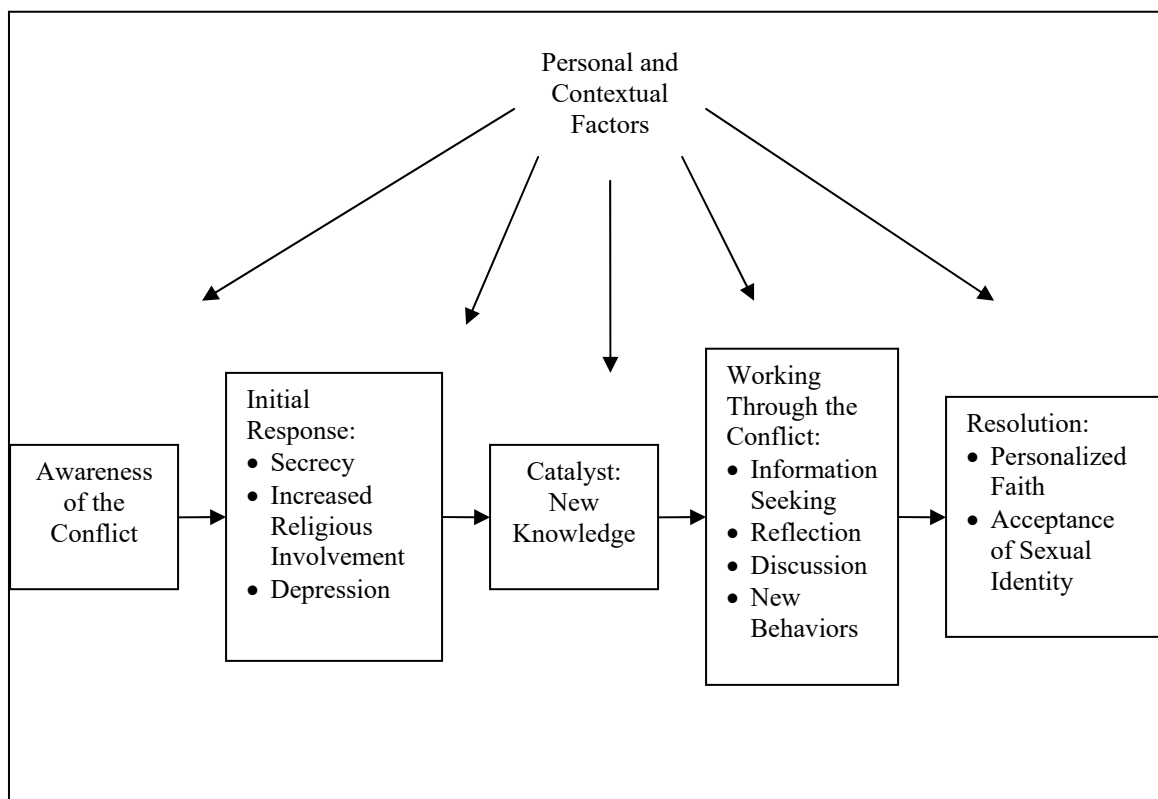 Personal and
Contextual
Factors
Awareness
of the
Conflict
Initial
Response:
• Secrecy
• Increased
Religious
Involvement
• Depression
Catalyst:
New
Knowledge
Working
Through the
Conflict:
• Information
Seeking
• Reflection
• Discussion
• New
Behaviors
Resolution:
• Personalized
Faith
• Acceptance
of Sexual
Identity